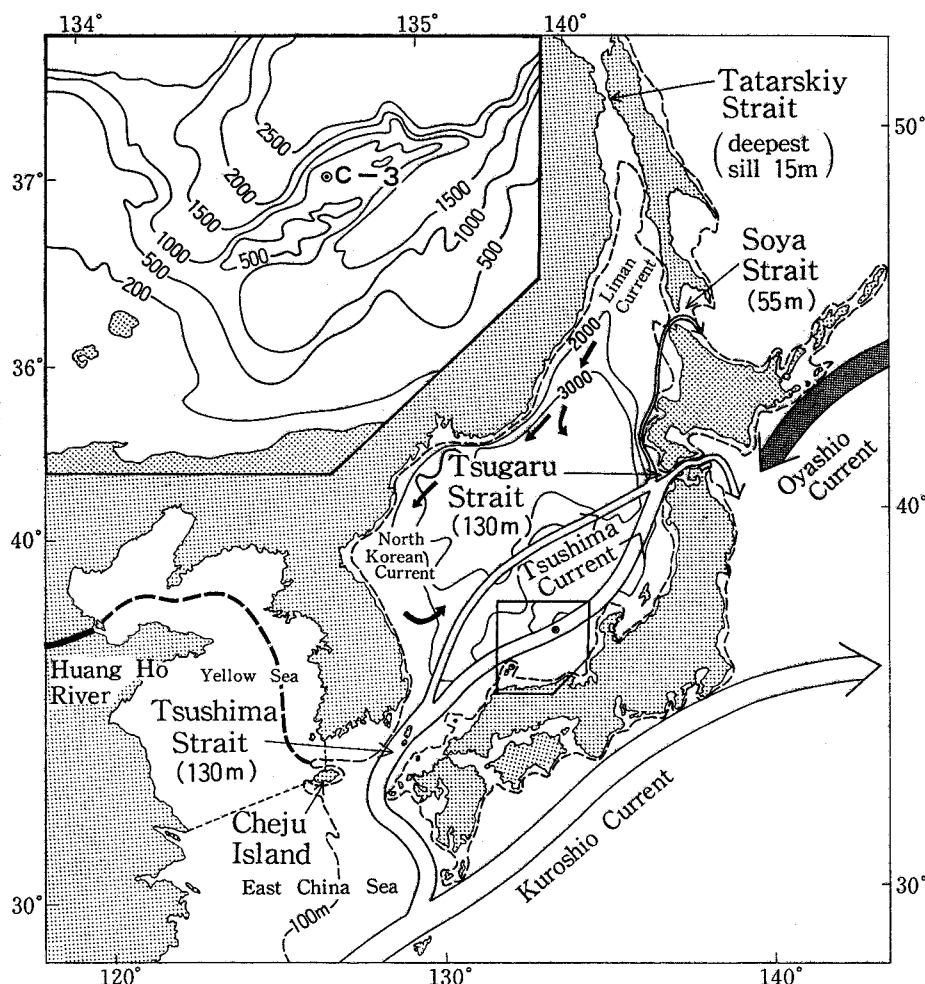 134°
135°
140°
2500
2000
1500
1000
500
200
500
1500
1000
500
C-3
37°
36°
40°
30°
Tatarskiy
Strait
(deepest
sill 15m)
50°
Soya
Strait
(55m)
Liman
Current
2000
3000
Tsugaru
Strait
(130m)
Oyashio
Current
40°
North
Korean
Current
Tsushima
Current
Huang Ho
River
Yellow Sea
Tsushima
Strait
(130m)
Cheju
Island
East China Sea
100m
Kuroshio Current
30°
120°
130°
140°